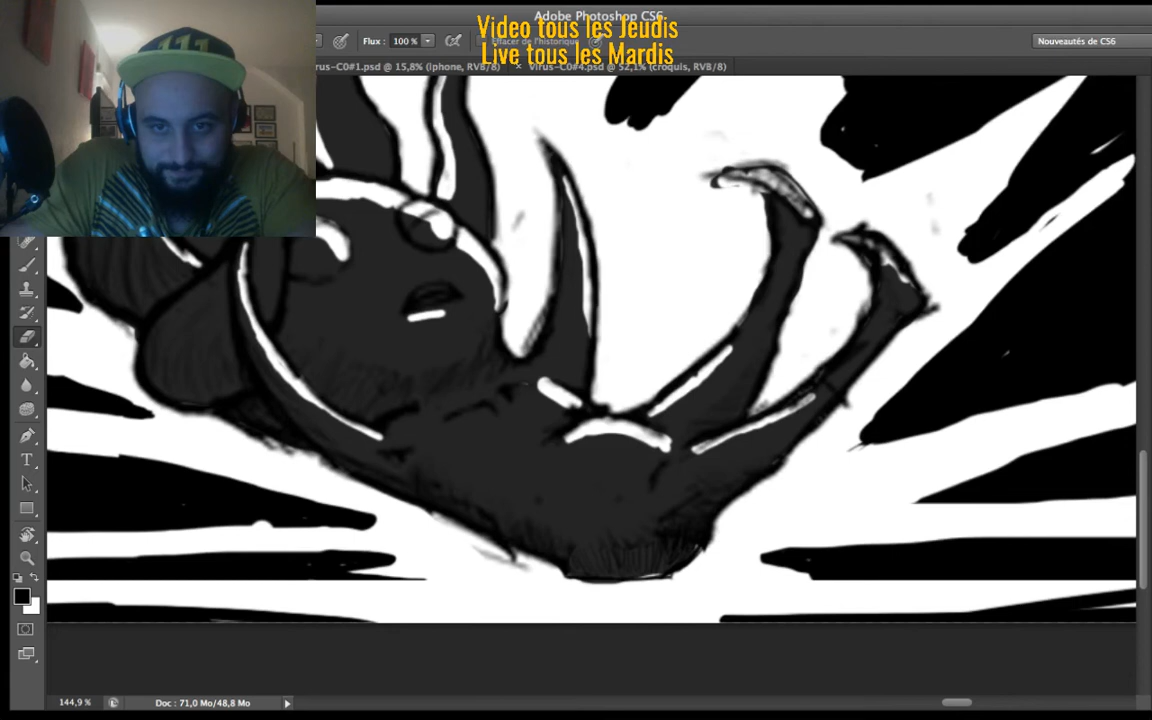 Adobe Photoshop CS6
Video tous les Jeudis
Flux : 100 %
Effacer de l'historique
Nouveautés de CS6
Live tous les Mardis
rus-C0#1.psd @ 15,8% (iphone, RVB/8)
× Virus-C0#4.psd @ 52,1% (croquis, RVB/8)
111
T
144,9 %
Doc : 71,0 Mo/48,8 Mo